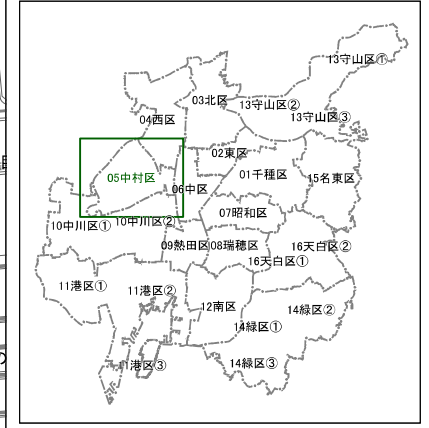 13守山区①
03北区
13守山区②
13守山区③
04西区
02東区
05中村区
01千種区
15名東区
06中区
07昭和区
10中川区①
10中川区②
09熱田区
08瑞穂区
16天白区②
16天白区①
11港区①
11港区②
12南区
14緑区②
14緑区①
11港区③
14緑区③
の